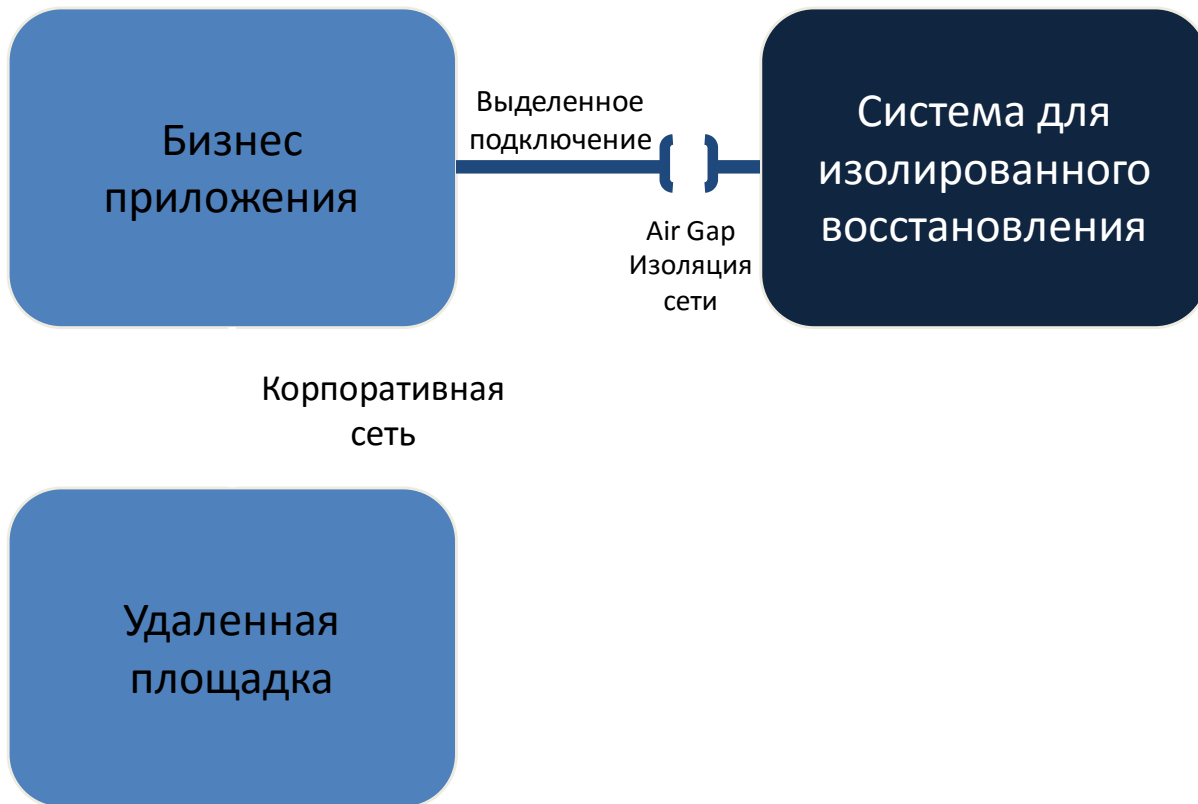 Бизнес
приложения
Выделенное
подключение
Air Gap
Изоляция
сети
Система для
изолированного
восстановления
Корпоративная
сеть
Удаленная
площадка